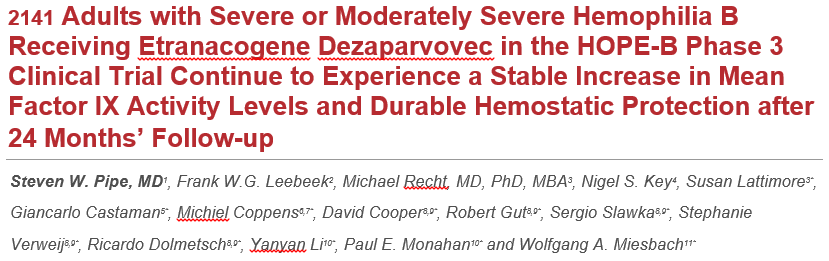 2141 Adults with Severe or Moderately Severe Hemophilia B
Receiving Etranacogene Dezaparvovec in the HOPE-B Phase 3
Clinical Trial Continue to Experience a Stable Increase in Mean
Factor IX Activity Levels and Durable Hemostatic Protection after
24 Months’ Follow-up
Steven W. Pipe, MD¹, Frank W.G. Leebeek², Michael Recht, MD, PhD, MBA³, Nigel S. Key⁴, Susan Lattimore³*,
Giancarlo Castaman⁵*, Michiel Coppens⁶,⁷*, David Cooper⁸,⁹*, Robert Gut⁸,⁹*, Sergio Slawka⁸,⁹*, Stephanie
Verweij⁸,⁹*, Ricardo Dolmetsch⁸,⁹*, Yanyan Li¹⁰*, Paul E. Monahan¹⁰* and Wolfgang A. Miesbach¹¹*